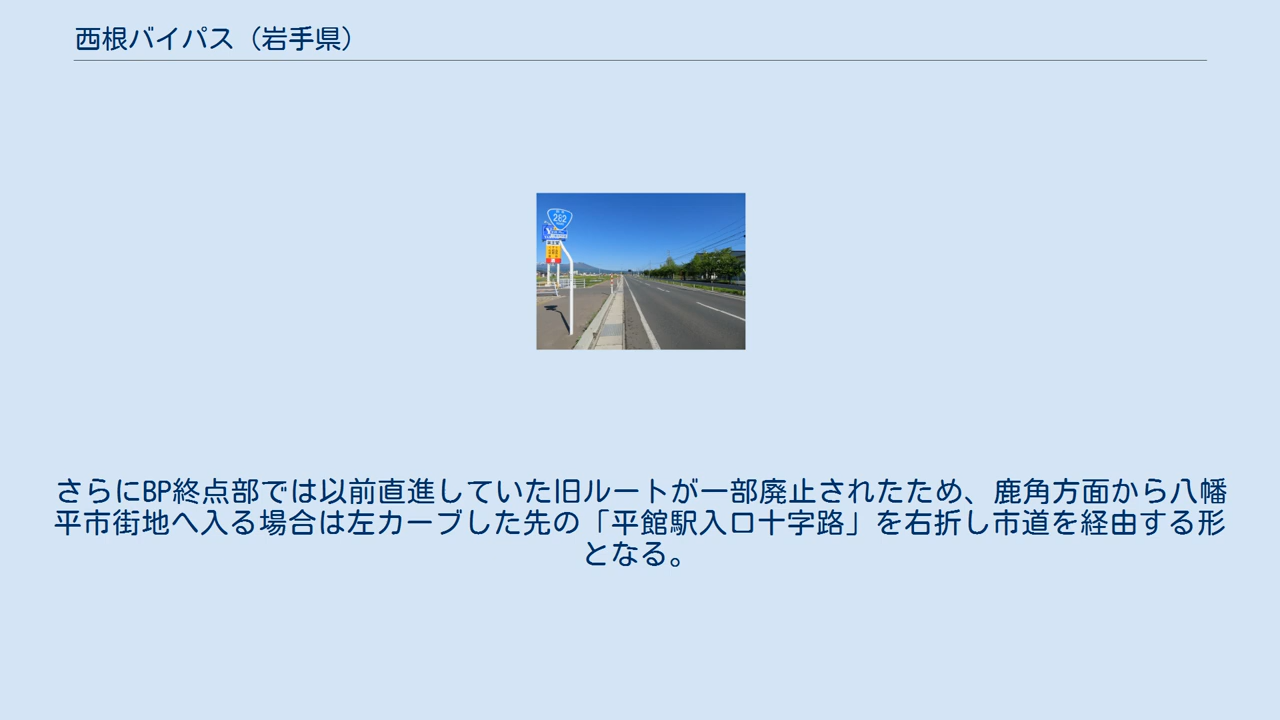 西根バイパス（岩手県）
282
さらにBP終点部では以前直進していた旧ルートが一部廃止されたため、鹿角方面から八幡
平市街地へ入る場合は左カーブした先の「平館駅入口十字路」を右折し市道を経由する形
となる。